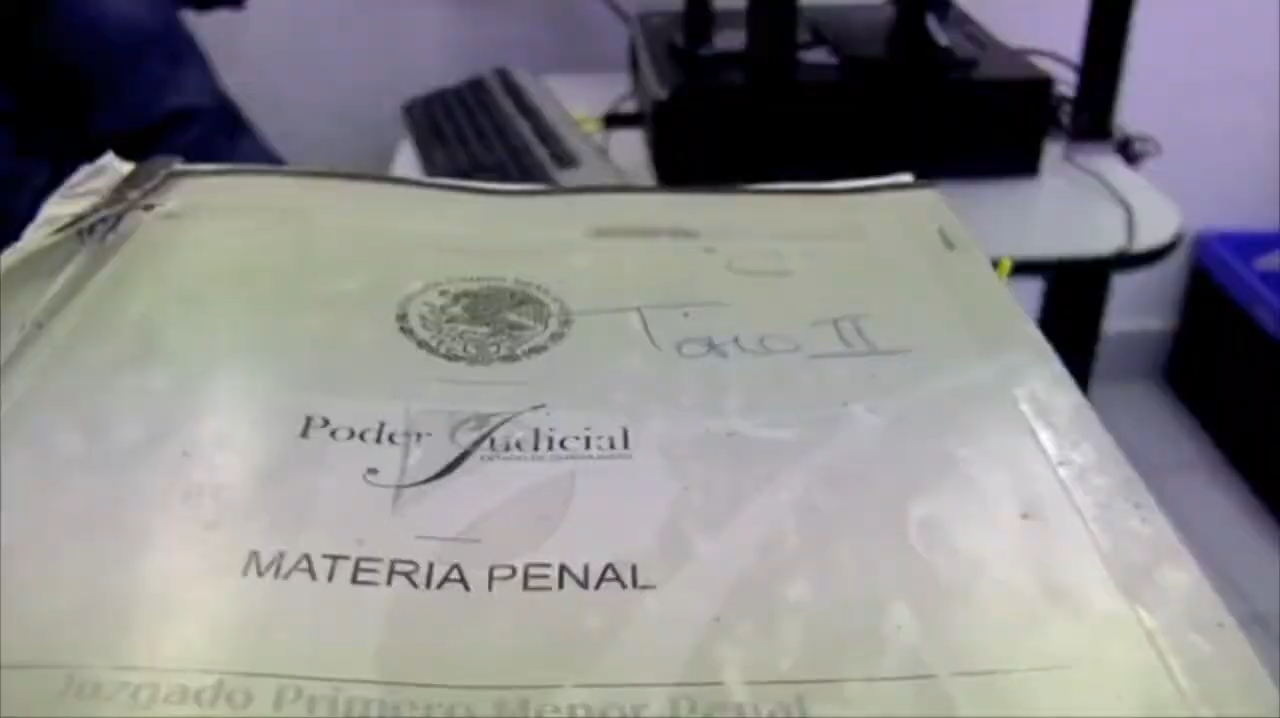 Tomo II
Poder Judicial
MATERIA PENAL
Juzgado Primero Menor Penal